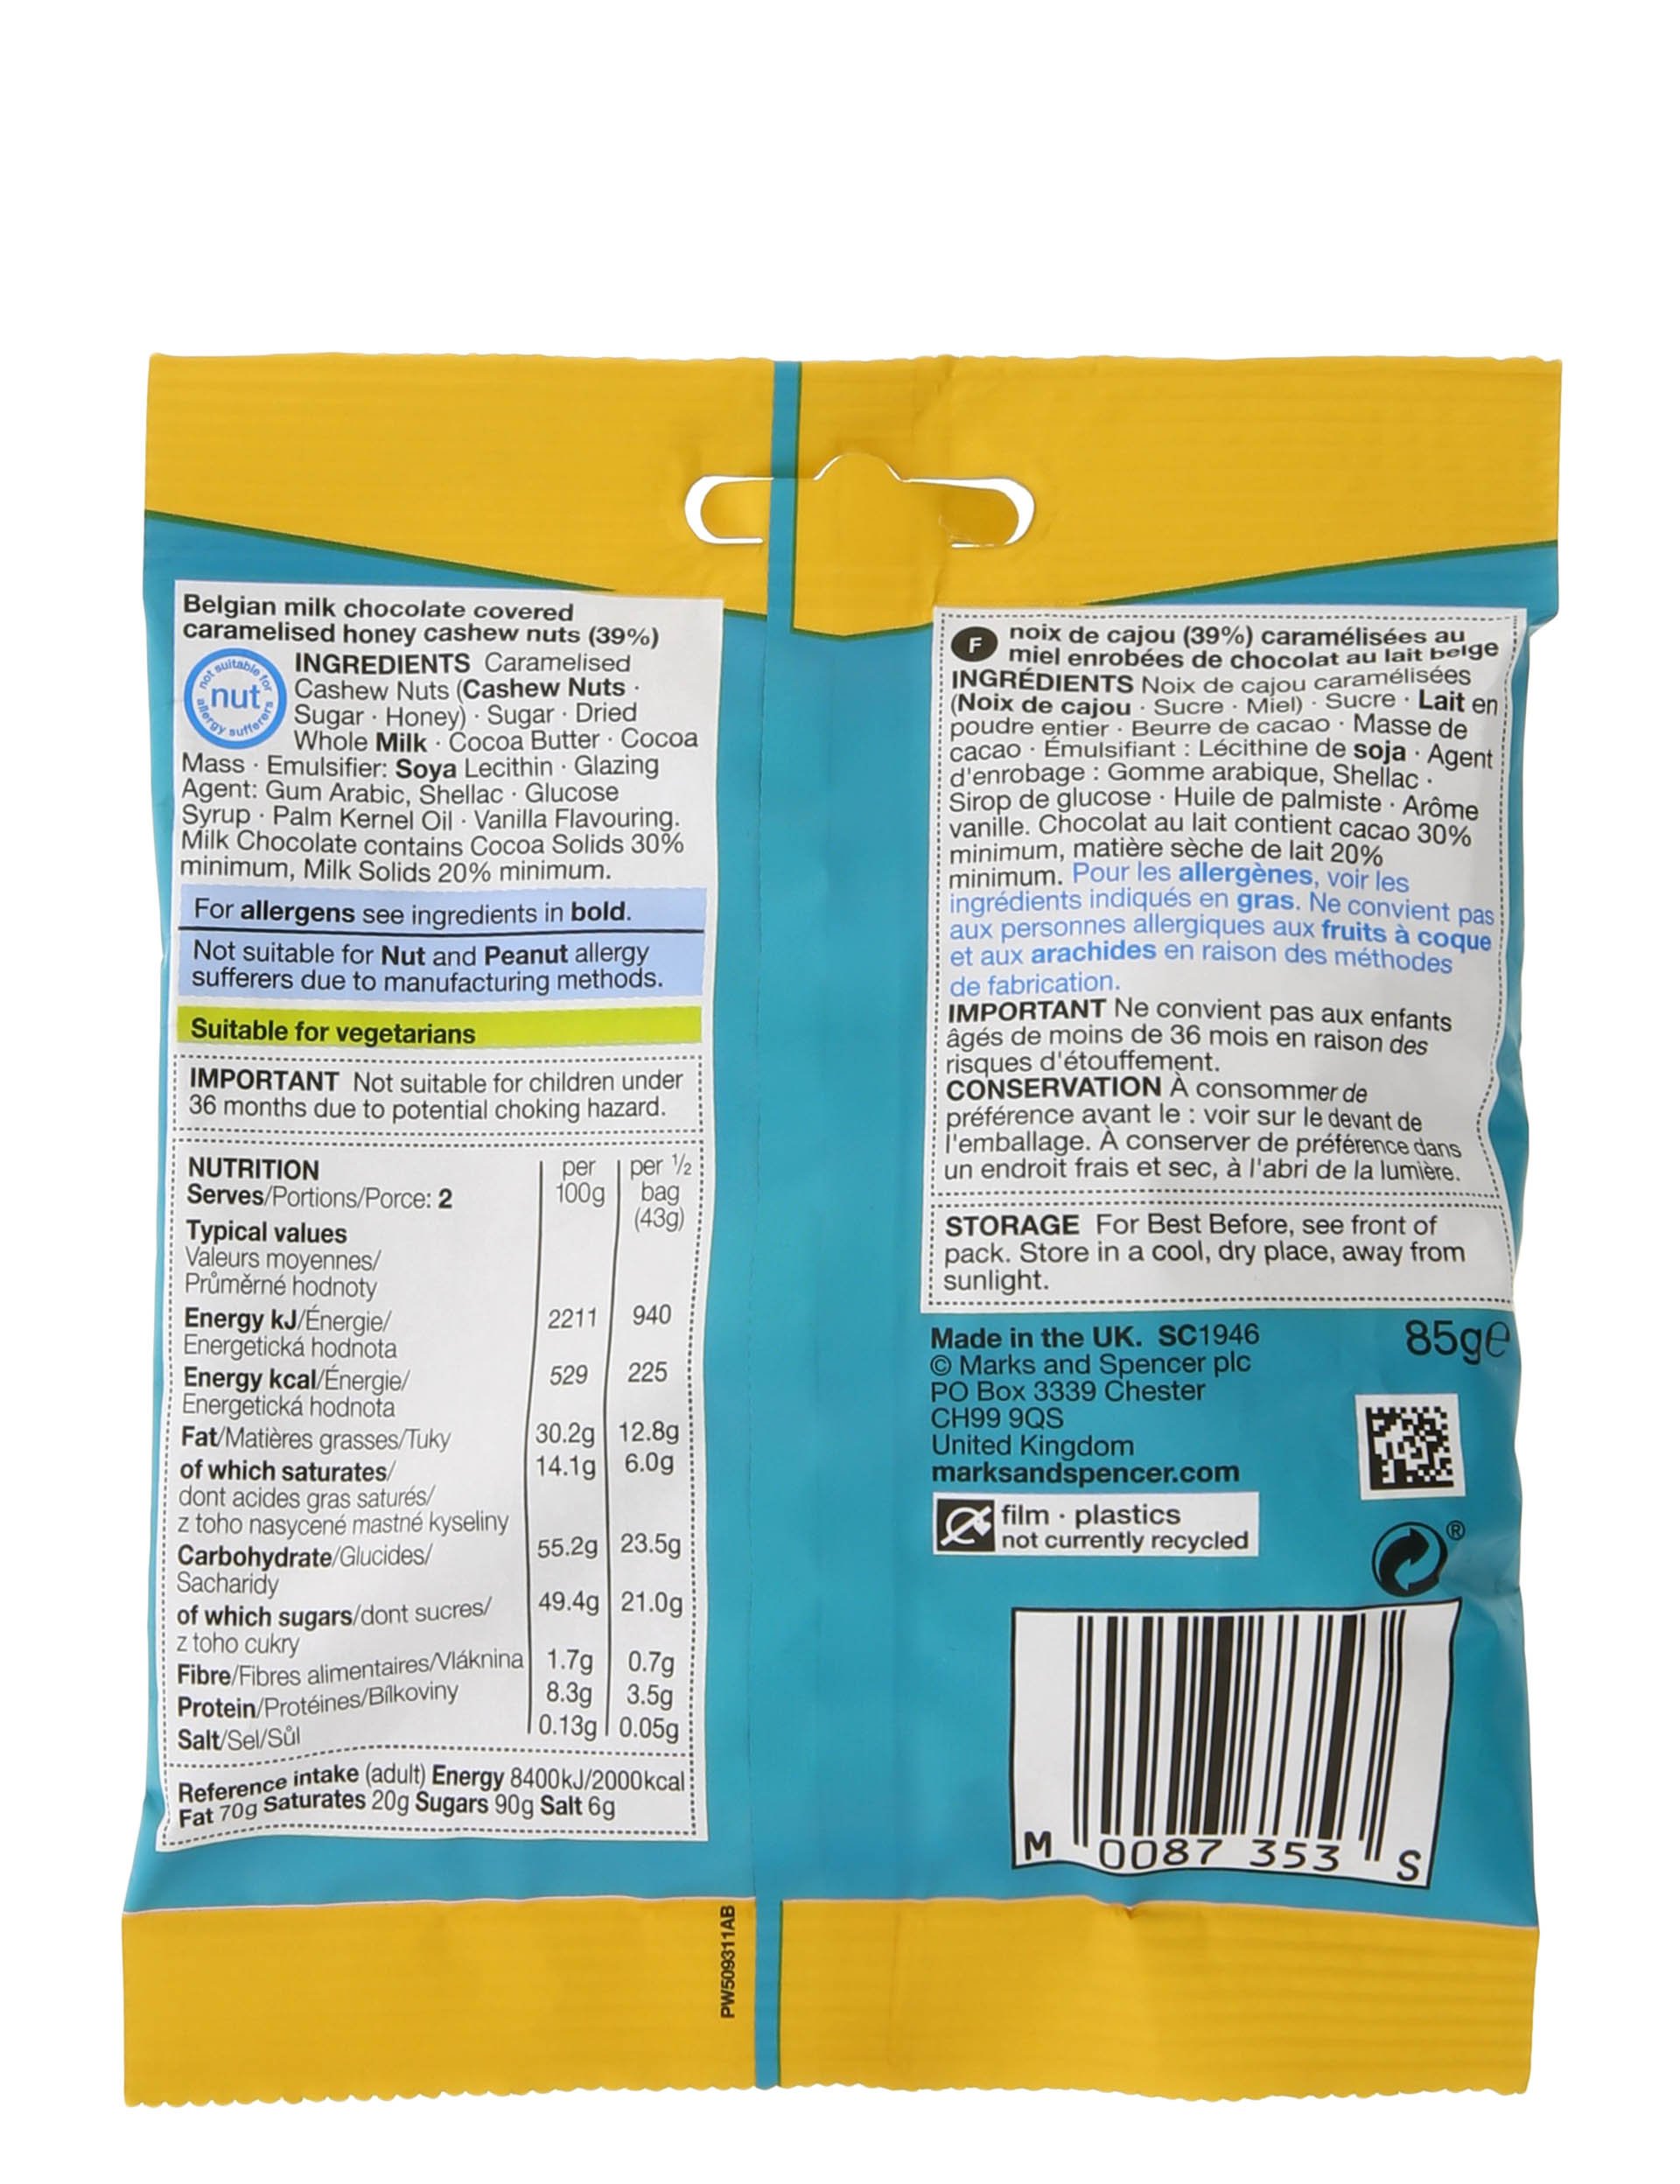 Belgian milk chocolate covered
caramelised honey cashew nuts (39%)
not suitable for
nut
allergy sufferers
INGREDIENTS Caramelised
Cashew Nuts (Cashew Nuts ·
Sugar · Honey) · Sugar · Dried
Whole Milk · Cocoa Butter · Cocoa
Mass · Emulsifier: Soya Lecithin · Glazing
Agent: Gum Arabic, Shellac · Glucose
Syrup · Palm Kernel Oil · Vanilla Flavouring.
Milk Chocolate contains Cocoa Solids 30%
minimum, Milk Solids 20% minimum.
For allergens see ingredients in bold.
Not suitable for Nut and Peanut allergy
sufferers due to manufacturing methods.
Suitable for vegetarians
IMPORTANT Not suitable for children under
36 months due to potential choking hazard.
NUTRITION per per ½
Serves/Portions/Porce: 2 100g bag
(43g)
Typical values
Valeurs moyennes/
Průměrné hodnoty
Energy kJ/Énergie/ 2211 940
Energetická hodnota
Energy kcal/Énergie/ 529 225
Energetická hodnota
Fat/Matières grasses/Tuky 30.2g 12.8g
of which saturates/ 14.1g 6.0g
dont acides gras saturés/
z toho nasycené mastné kyseliny
Carbohydrate/Glucides/ 55.2g 23.5g
Sacharidy
of which sugars/dont sucres/ 49.4g 21.0g
z toho cukry
Fibre/Fibres alimentaires/Vláknina 1.7g 0.7g
Protein/Protéines/Bílkoviny 8.3g 3.5g
Salt/Sel/Sůl 0.13g 0.05g
Reference intake (adult) Energy 8400kJ/2000kcal
Fat 70g Saturates 20g Sugars 90g Salt 6g
PW509311AB
F noix de cajou (39%) caramélisées au
miel enrobées de chocolat au lait belge
INGRÉDIENTS Noix de cajou caramélisées
(Noix de cajou · Sucre · Miel) · Sucre · Lait en
poudre entier · Beurre de cacao · Masse de
cacao · Émulsifiant : Lécithine de soja · Agent
d'enrobage : Gomme arabique, Shellac ·
Sirop de glucose · Huile de palmiste · Arôme
vanille. Chocolat au lait contient cacao 30%
minimum, matière sèche de lait 20%
minimum. Pour les allergènes, voir les
ingrédients indiqués en gras. Ne convient pas
aux personnes allergiques aux fruits à coque
et aux arachides en raison des méthodes
de fabrication.
IMPORTANT Ne convient pas aux enfants
âgés de moins de 36 mois en raison des
risques d'étouffement.
CONSERVATION À consommer de
préférence avant le : voir sur le devant de
l'emballage. À conserver de préférence dans
un endroit frais et sec, à l'abri de la lumière.
STORAGE For Best Before, see front of
pack. Store in a cool, dry place, away from
sunlight.
Made in the UK. SC1946
85g℮
© Marks and Spencer plc
PO Box 3339 Chester
CH99 9QS
United Kingdom
marksandspencer.com
film · plastics
not currently recycled
®
M 0087 353 S